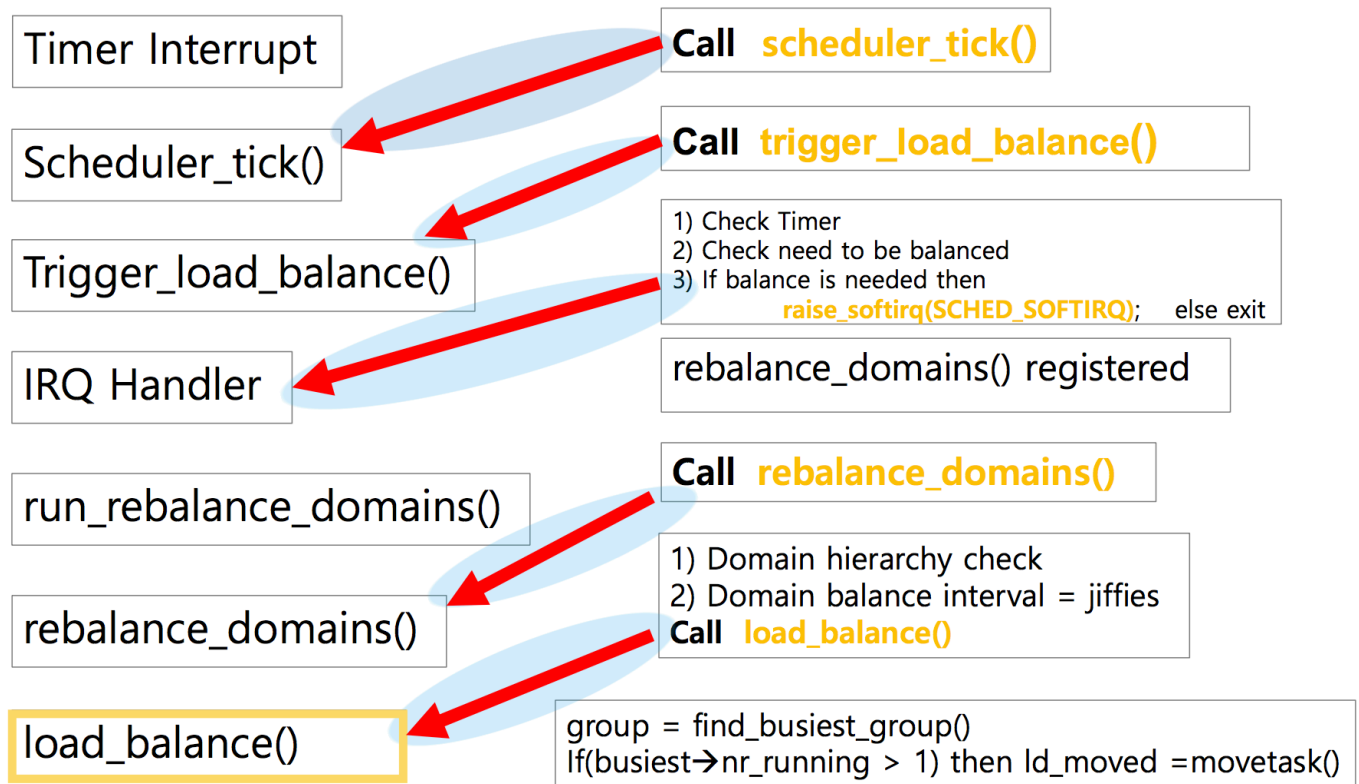 Timer Interrupt
Call scheduler_tick()
Scheduler_tick()
Call trigger_load_balance()
Trigger_load_balance()
1) Check Timer
2) Check need to be balanced
3) If balance is needed then
raise_softirq(SCHED_SOFTIRQ); else exit
IRQ Handler
rebalance_domains() registered
run_rebalance_domains()
Call rebalance_domains()
rebalance_domains()
1) Domain hierarchy check
2) Domain balance interval = jiffies
Call load_balance()
load_balance()
group = find_busiest_group()
If(busiest→nr_running > 1) then ld_moved =movetask()